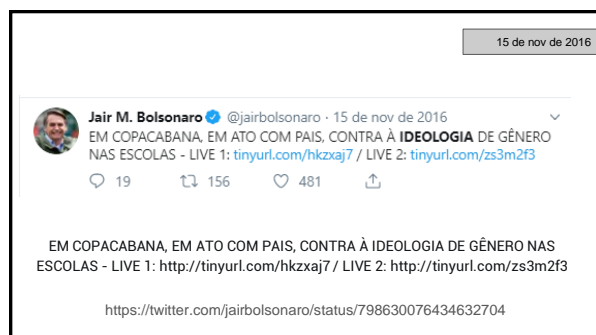 15 de nov de 2016
Jair M. Bolsonaro @jairbolsonaro · 15 de nov de 2016
EM COPACABANA, EM ATO COM PAIS, CONTRA À IDEOLOGIA DE GÊNERO
NAS ESCOLAS - LIVE 1: tinyurl.com/hkzxaj7 / LIVE 2: tinyurl.com/zs3m2f3
19 156 481
EM COPACABANA, EM ATO COM PAIS, CONTRA À IDEOLOGIA DE GÊNERO NAS
ESCOLAS - LIVE 1: http://tinyurl.com/hkzxaj7 / LIVE 2: http://tinyurl.com/zs3m2f3
https://twitter.com/jairbolsonaro/status/798630076434632704